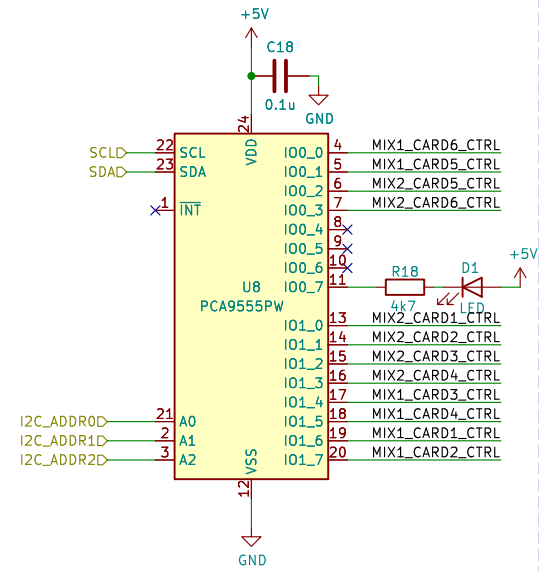 +5V
C18
0.1u
GND
24
VDD
SCL 22 SCL IO0_0 4 MIX1_CARD6_CTRL
SDA 23 SDA IO0_1 5 MIX1_CARD5_CTRL
IO0_2 6 MIX2_CARD5_CTRL
1 INT IO0_3 7 MIX2_CARD6_CTRL
IO0_4 8
IO0_5 9
IO0_6 10
+5V
IO0_7 11 R18 D1
U8
4k7 LED
PCA9555PW
IO1_0 13 MIX2_CARD1_CTRL
IO1_1 14 MIX2_CARD2_CTRL
IO1_2 15 MIX2_CARD3_CTRL
IO1_3 16 MIX2_CARD4_CTRL
IO1_4 17 MIX1_CARD3_CTRL
I2C_ADDR0 21 A0 IO1_5 18 MIX1_CARD4_CTRL
I2C_ADDR1 2 A1 IO1_6 19 MIX1_CARD1_CTRL
I2C_ADDR2 3 A2 IO1_7 20 MIX1_CARD2_CTRL
VSS
12
GND